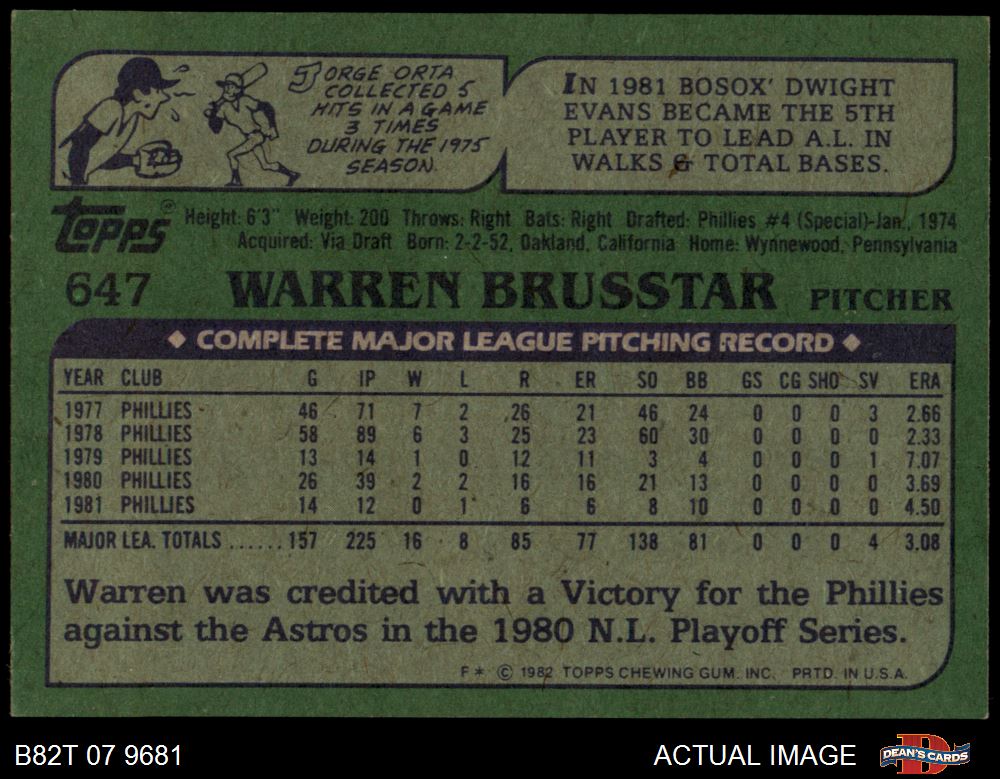 JORGE ORTA
COLLECTED 5
HITS IN A GAME
3 TIMES
DURING THE 1975
SEASON.
IN 1981 BOSOX' DWIGHT
EVANS BECAME THE 5TH
PLAYER TO LEAD A.L. IN
WALKS & TOTAL BASES.
topps®
Height: 6'3" Weight: 200 Throws: Right Bats: Right Drafted: Phillies #4 (Special)-Jan., 1974
Acquired: Via Draft Born: 2-2-52, Oakland, California Home: Wynnewood, Pennsylvania
647 WARREN BRUSSTAR PITCHER
◆ COMPLETE MAJOR LEAGUE PITCHING RECORD ◆
YEAR CLUB G IP W L R ER SO BB GS CG SHO SV ERA
1977 PHILLIES 46 71 7 2 26 21 46 24 0 0 0 3 2.66
1978 PHILLIES 58 89 6 3 25 23 60 30 0 0 0 0 2.33
1979 PHILLIES 13 14 1 0 12 11 3 4 0 0 0 1 7.07
1980 PHILLIES 26 39 2 2 16 16 21 13 0 0 0 0 3.69
1981 PHILLIES 14 12 0 1 6 6 8 10 0 0 0 0 4.50
MAJOR LEA. TOTALS ...... 157 225 16 8 85 77 138 81 0 0 0 4 3.08
Warren was credited with a Victory for the Phillies
against the Astros in the 1980 N.L. Playoff Series.
F* © 1982 TOPPS CHEWING GUM. INC. PRTD. IN U.S.A.
B82T 07 9681 ACTUAL IMAGE DEAN'S CARDS